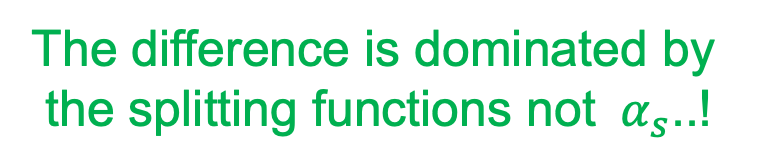 The difference is dominated by
the splitting functions not αₛ..!